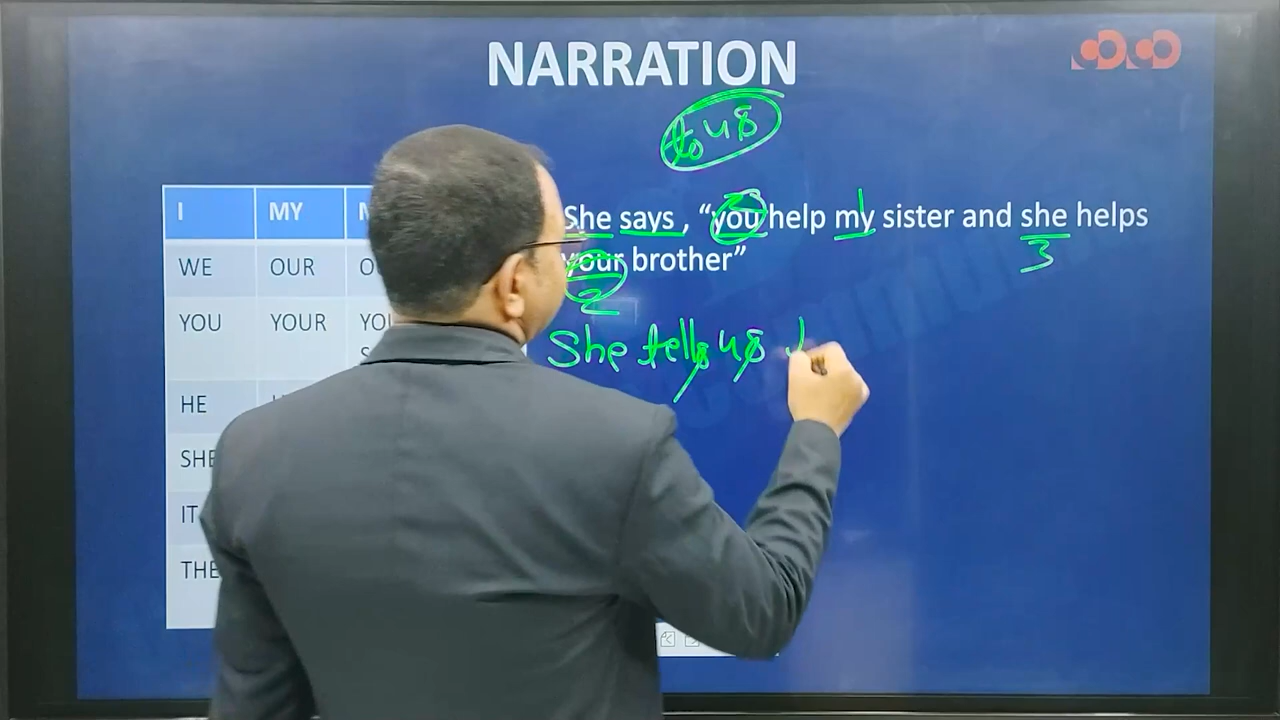 NARRATION
to us
I MY
WE OUR
YOU YOUR
HE
SHE
IT
She says, “you help my sister and she helps
your brother”
2 1 3
2
She tells us